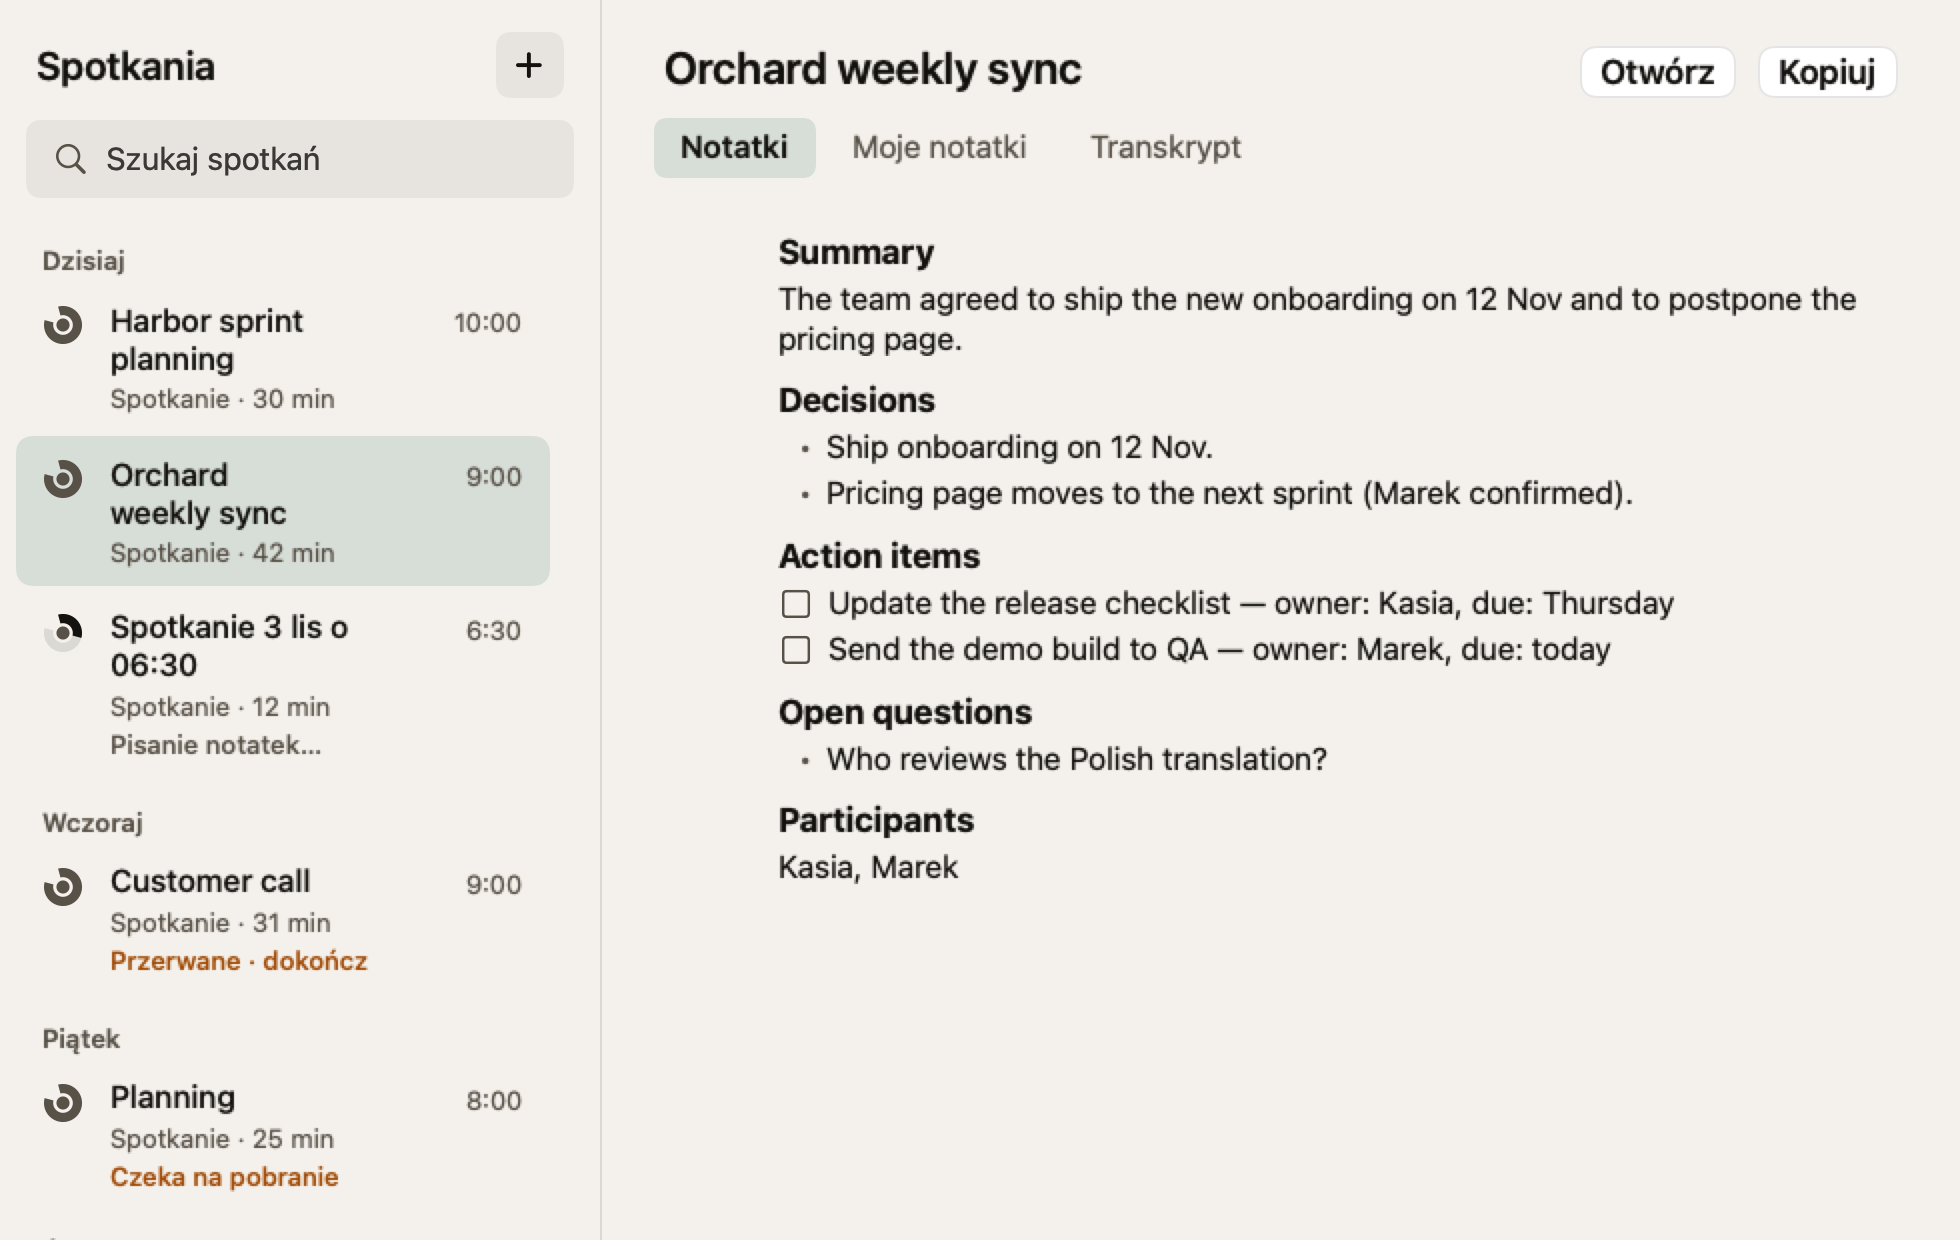 Spotkania
Szukaj spotkań
Dzisiaj
Harbor sprint
planning
10:00
Spotkanie · 30 min
Orchard
weekly sync
9:00
Spotkanie · 42 min
Spotkanie 3 lis o
06:30
6:30
Spotkanie · 12 min
Pisanie notatek...
Wczoraj
Customer call
9:00
Spotkanie · 31 min
Przerwane · dokończ
Piątek
Planning
8:00
Spotkanie · 25 min
Czeka na pobranie
Orchard weekly sync
Otwórz
Kopiuj
Notatki
Moje notatki
Transkrypt
Summary
The team agreed to ship the new onboarding on 12 Nov and to postpone the
pricing page.
Decisions
• Ship onboarding on 12 Nov.
• Pricing page moves to the next sprint (Marek confirmed).
Action items
Update the release checklist — owner: Kasia, due: Thursday
Send the demo build to QA — owner: Marek, due: today
Open questions
• Who reviews the Polish translation?
Participants
Kasia, Marek